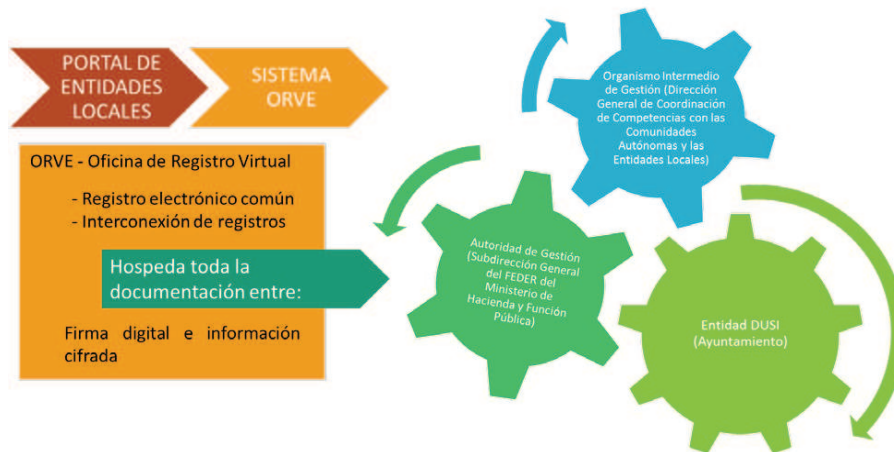 PORTAL DE
ENTIDADES
LOCALES
SISTEMA
ORVE
ORVE - Oficina de Registro Virtual
- Registro electrónico común
- Interconexión de registros
Hospeda toda la
documentación entre:
Firma digital e información
cifrada
Organismo Intermedio
de Gestión (Dirección
General de Coordinación
de Competencias con las
Comunidades
Autónomas y las
Entidades Locales)
Autoridad de Gestión
(Subdirección General
del FEDER del
Ministerio de
Hacienda y Función
Pública)
Entidad DUSI
(Ayuntamiento)